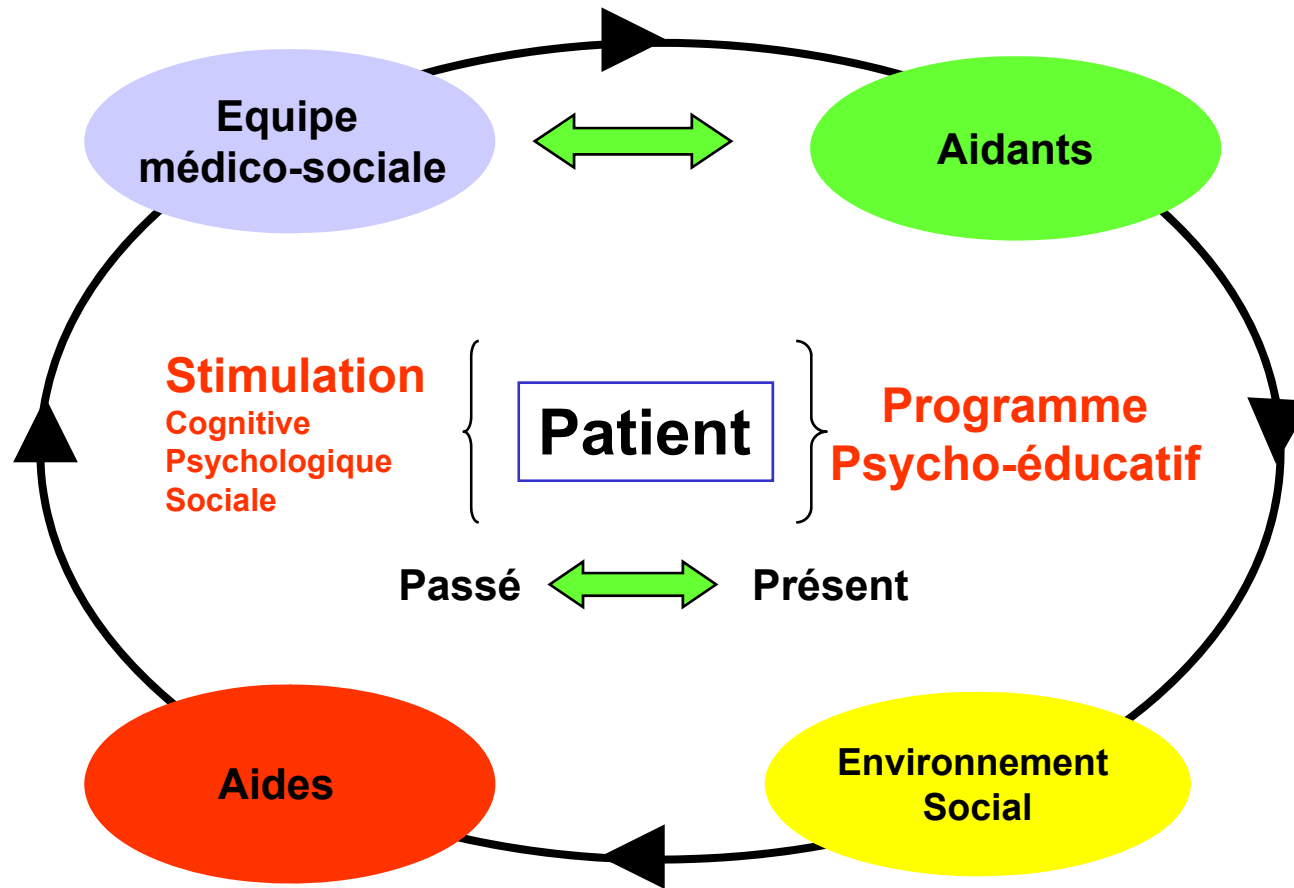 Equipe
médico-sociale
Aidants
Stimulation
Cognitive
Psychologique
Sociale
Patient
Programme
Psycho-éducatif
Passé
Présent
Aides
Environnement
Social